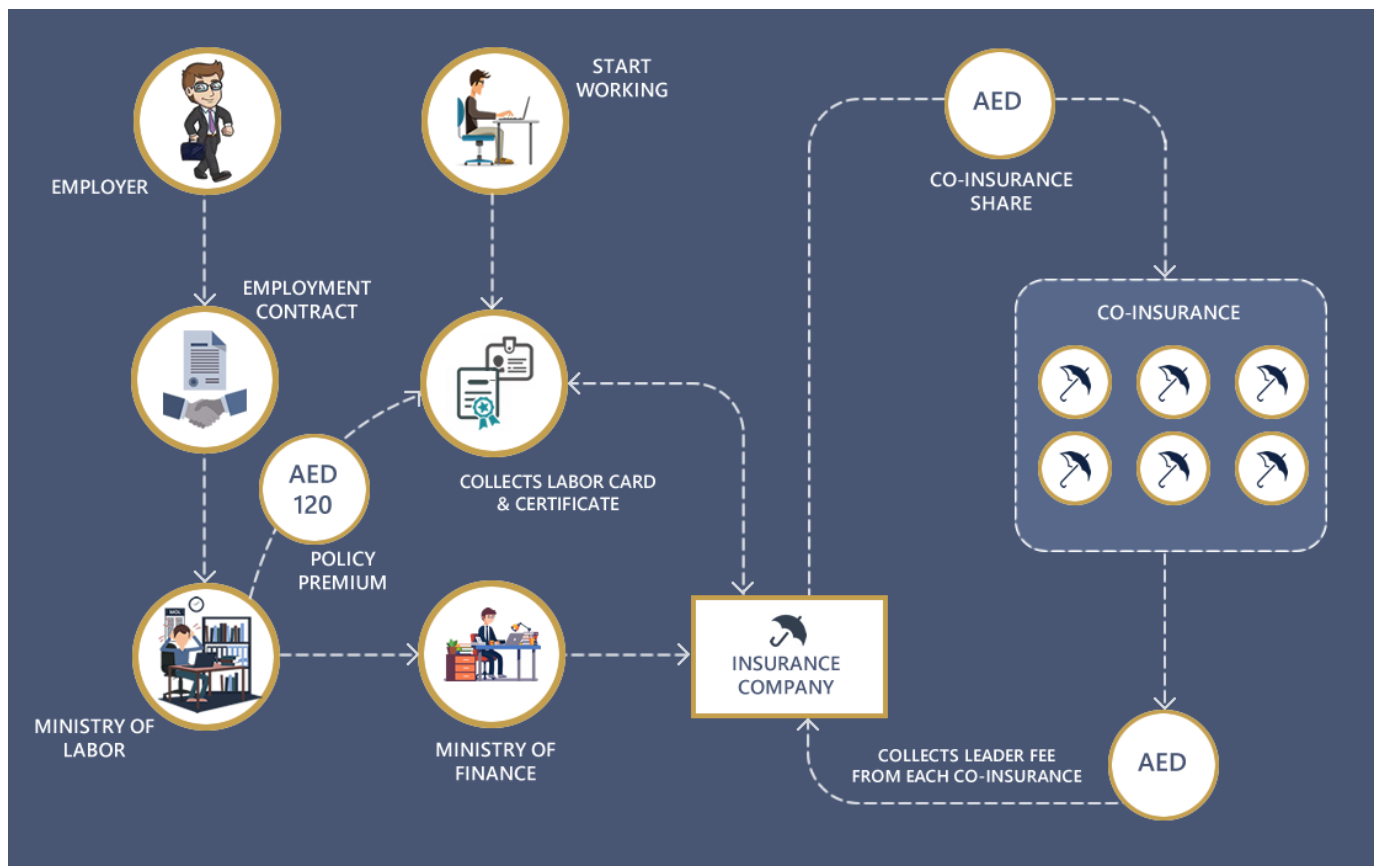 EMPLOYER
START
WORKING
AED
CO-INSURANCE
SHARE
EMPLOYMENT
CONTRACT
CO-INSURANCE
AED
120
POLICY
PREMIUM
COLLECTS LABOR CARD
& CERTIFICATE
MOL
MINISTRY OF
LABOR
MINISTRY OF
FINANCE
INSURANCE
COMPANY
COLLECTS LEADER FEE
FROM EACH CO-INSURANCE
AED